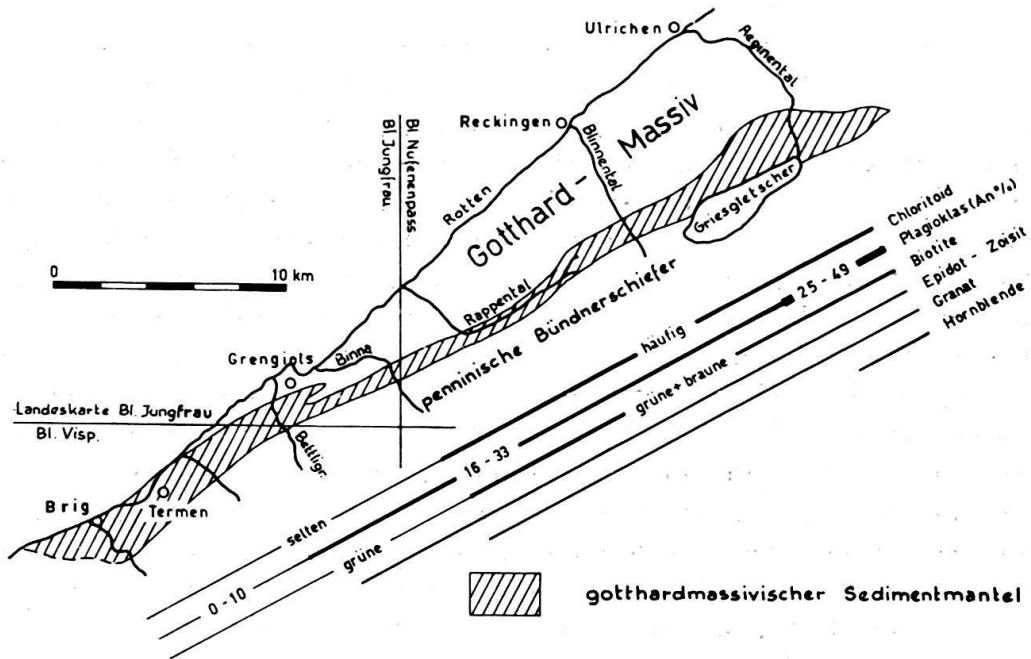 Ulrichen
Äginental
Reckingen
Blinnental
Bl. Nufenenpass
Bl. Jungfrau.
Rotten
Gotthard - Massiv
Griesgletscher
0 10 km
Rappental
penninische Bündnerschiefer
Grengiols
Binna
Landeskarte Bl. Jungfrau
Bl. Visp.
Bettligr.
Brig
Termen
selten häufig Chloritoid
0-10 16-33 25-49 Plagioklas (An%)
grüne grüne+braune Biotite
Epidot - Zoisit
Granat
Hornblende
gotthardmassivischer Sedimentmantel